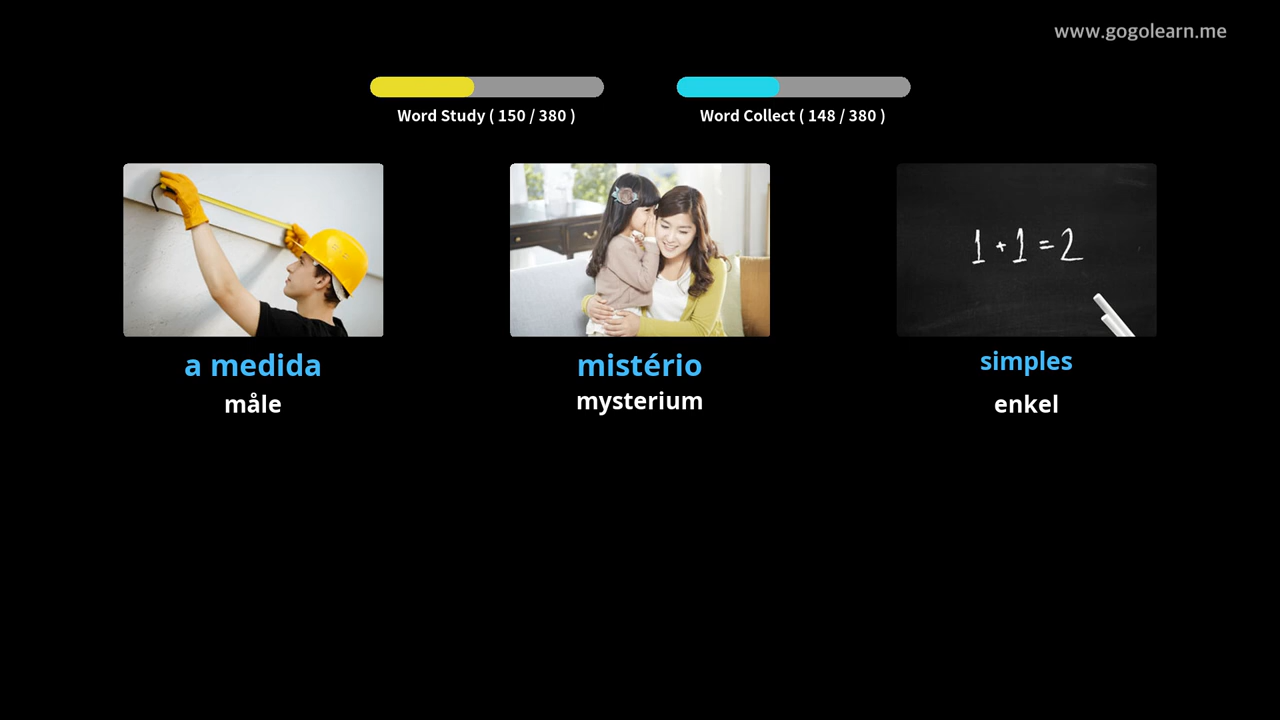 www.gogolearn.me
Word Study ( 150 / 380 )
Word Collect ( 148 / 380 )
1 + 1 = 2
a medida
måle
mistério
mysterium
simples
enkel